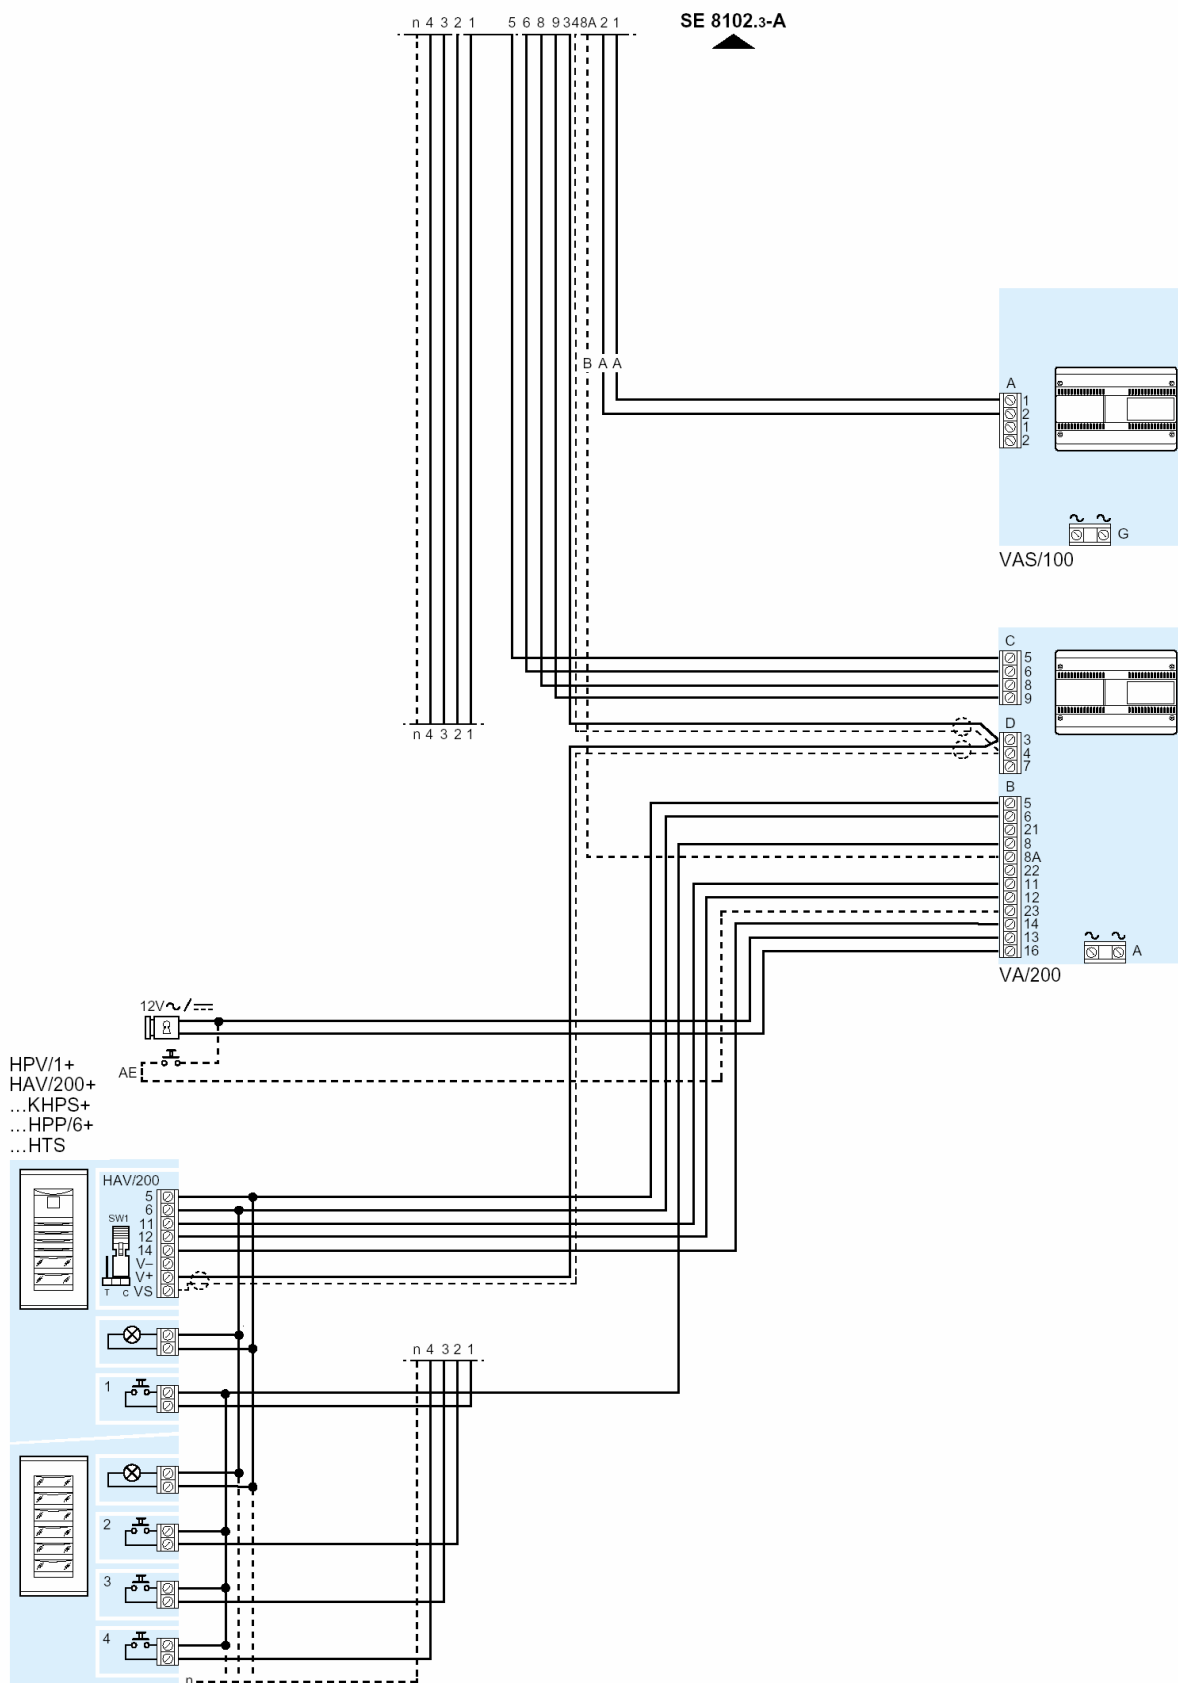 n 4 3 2 1 5 6 8 9 3 4 8A 2 1
SE 8102.3-A
B A A
A
1
2
1
2
G
VAS/100
C
5
6
8
9
n 4 3 2 1
D
3
4
7
B
5
6
21
8
8A
22
11
12
23
14
13
16
A
VA/200
12V
AE
HPV/1+
HAV/200+
...KHPS+
...HPP/6+
...HTS
HAV/200
5
6
SW1
11
12
14
V–
V+
T C VS
n 4 3 2 1
1
2
3
4
n